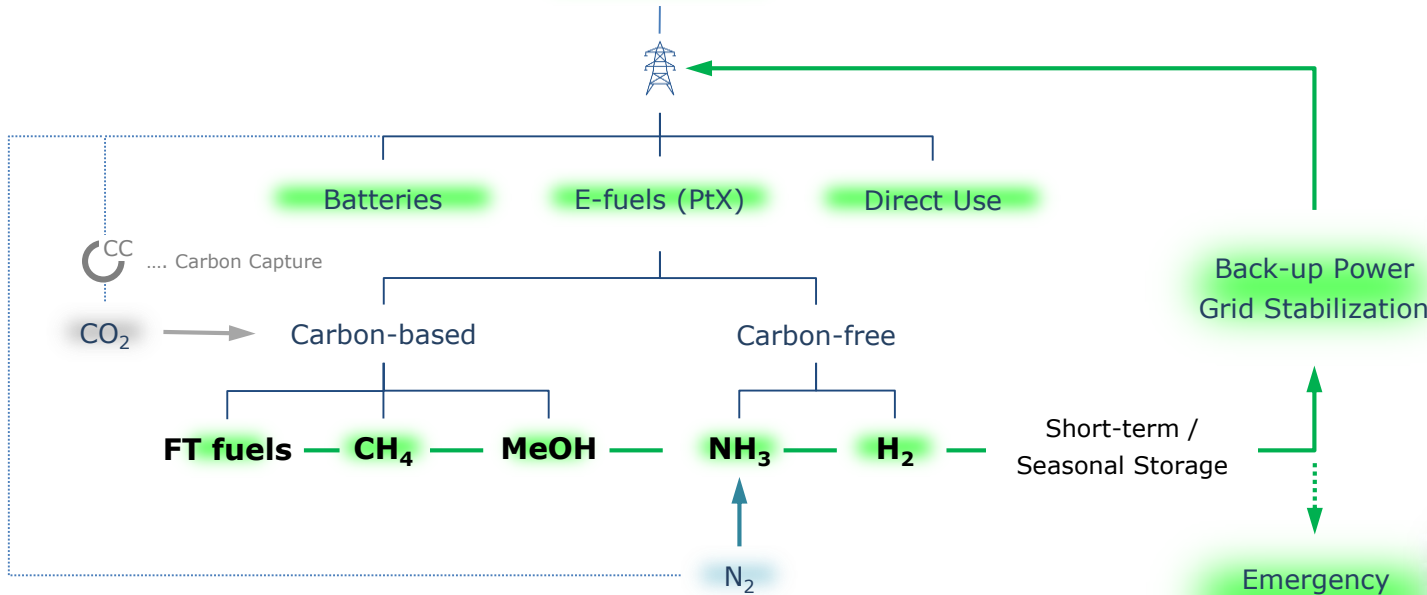 Batteries
E-fuels (PtX)
Direct Use
CC
.... Carbon Capture
Back-up Power
Grid Stabilization
CO₂
Carbon-based
Carbon-free
FT fuels
CH₄
MeOH
NH₃
H₂
Short-term /
Seasonal Storage
N₂
Emergency